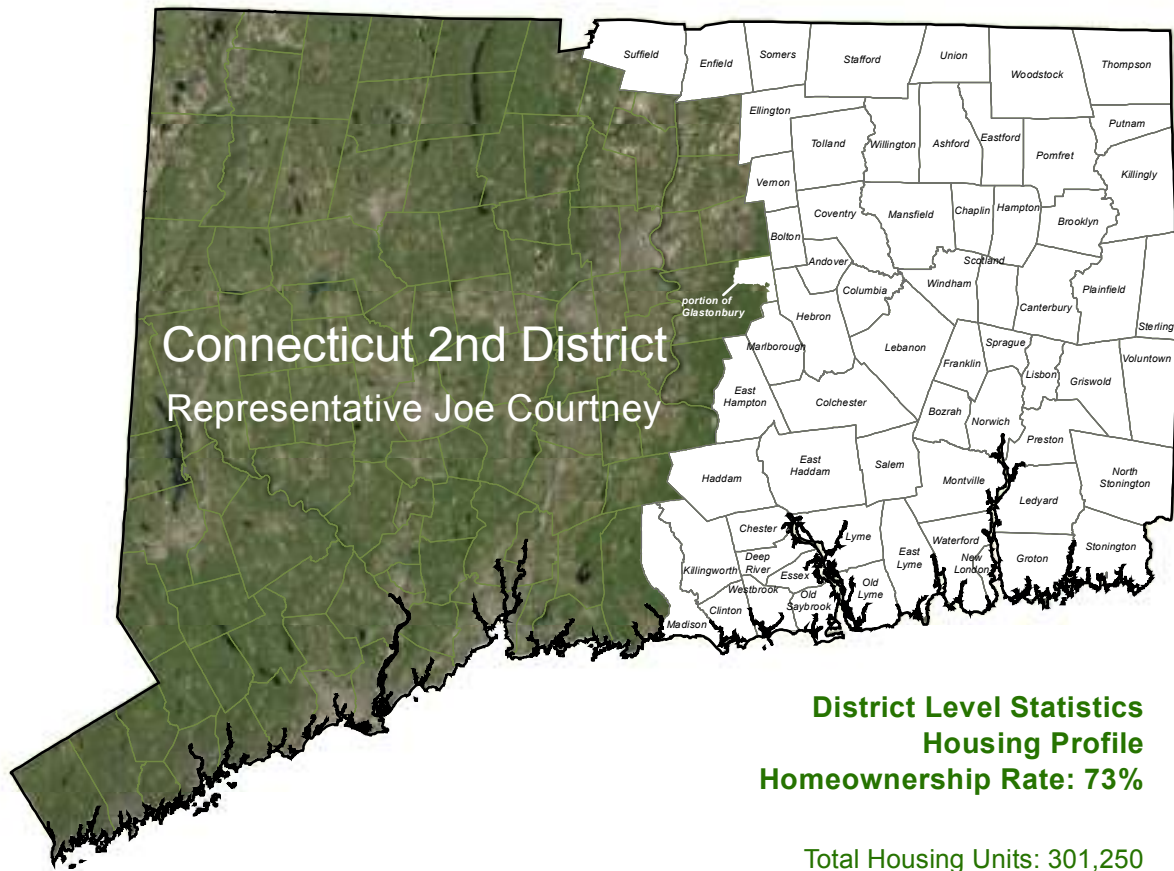 Suffield
Enfield
Somers
Stafford
Union
Woodstock
Thompson
Ellington
Tolland
Willington
Ashford
Eastford
Pomfret
Putnam
Killingly
Vernon
Coventry
Mansfield
Chaplin
Hampton
Brooklyn
Bolton
Andover
Scotland
Columbia
Windham
Canterbury
Plainfield
Sterling
portion of
Glastonbury
Hebron
Connecticut 2nd District
Marlborough
Lebanon
Franklin
Sprague
Lisbon
Griswold
Voluntown
Representative Joe Courtney
East
Hampton
Colchester
Bozrah
Norwich
Preston
Haddam
East
Haddam
Salem
Montville
Ledyard
North
Stonington
Chester
Lyme
Waterford
Killingworth
Deep
River
Essex
East
Lyme
New
London
Groton
Stonington
Westbrook
Old
Saybrook
Old
Lyme
Clinton
Madison
District Level Statistics
Housing Profile
Homeownership Rate: 73%
Total Housing Units: 301,250